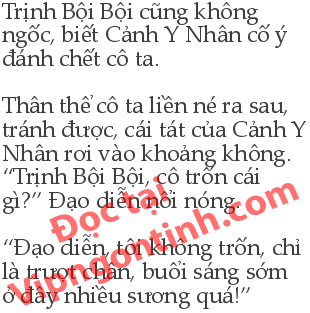 Trịnh Bội Bội cũng không
ngốc, biết Cảnh Y Nhân cố ý
đánh chết cô ta.
Thân thể cô ta liền né ra sau,
tránh được, cái tát của Cảnh Y
Nhân rơi vào khoảng không.
“Trịnh Bội Bội, cô trốn cái
gì?” Đạo diễn nổi nóng.
“Đạo diễn, tôi không trốn, chỉ
là trượt chân, buổi sáng sớm
ở đây nhiều sương quá!”
Đọc tại
Vipngontinh.com